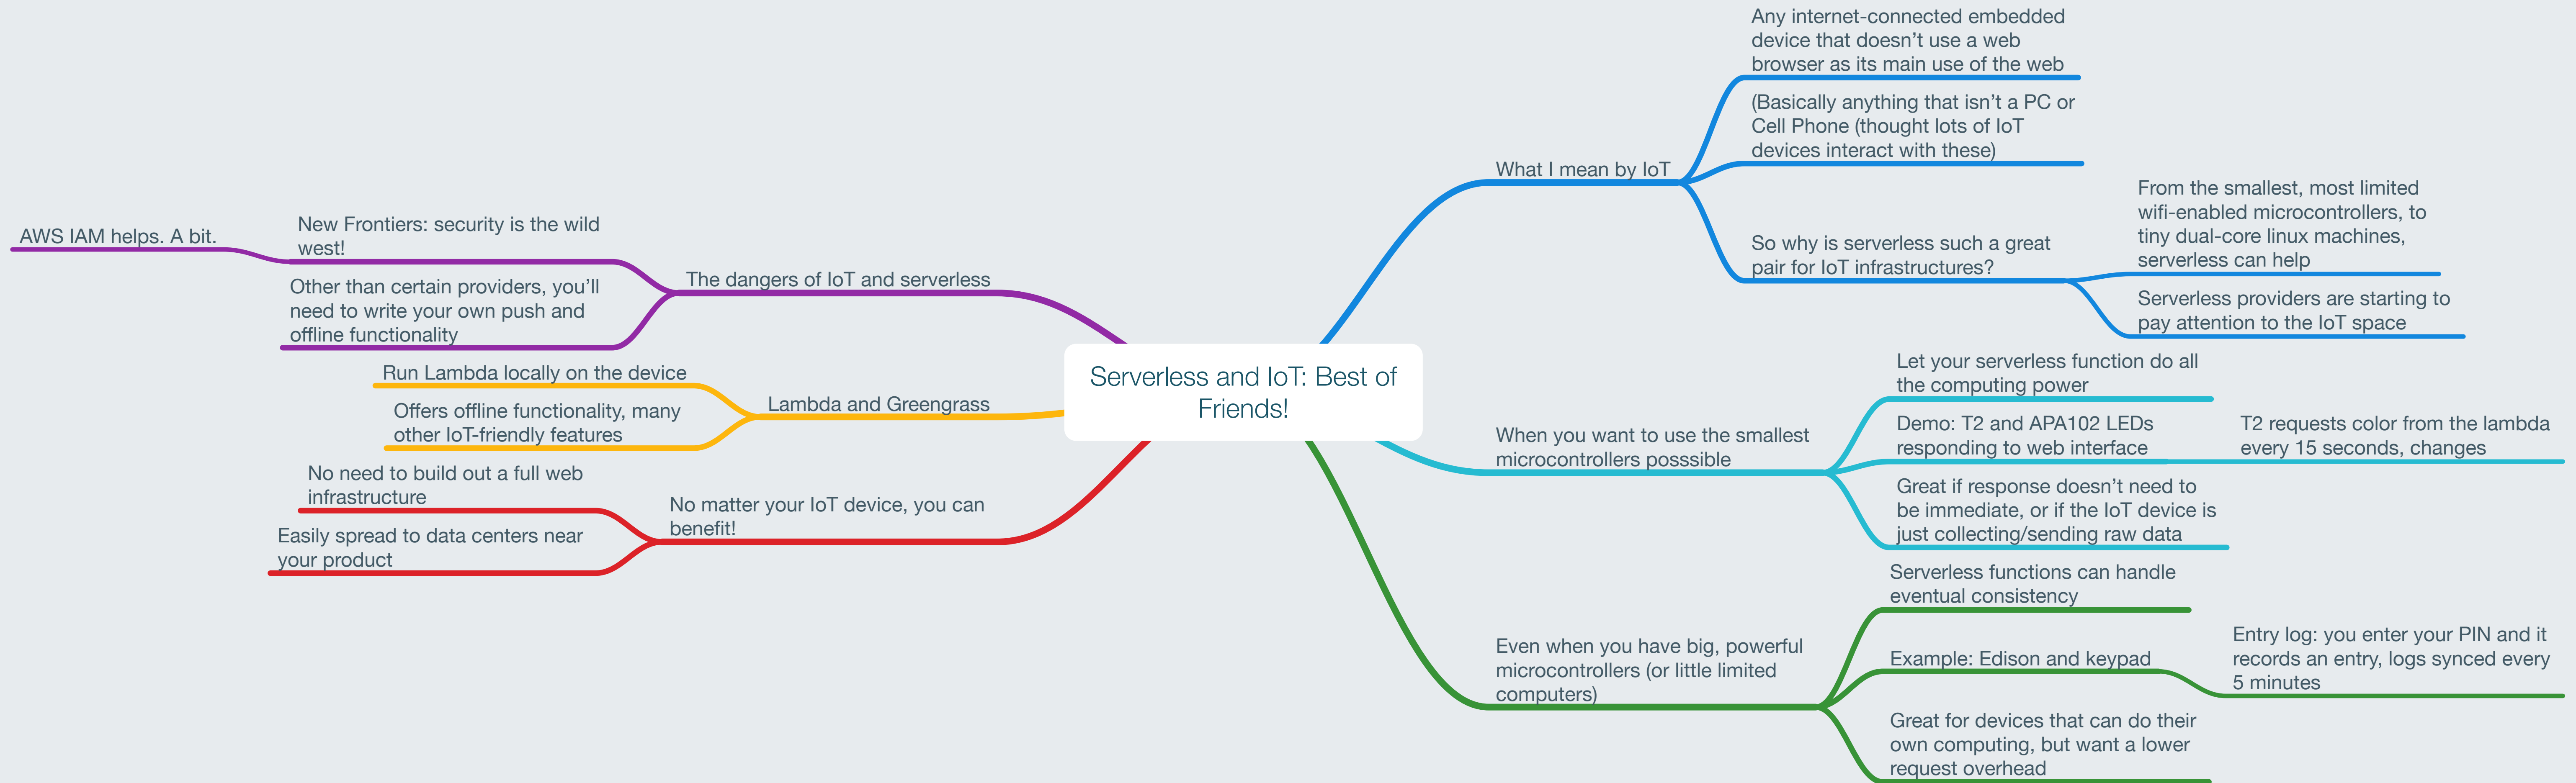 Serverless and IoT: Best of
Friends!
What I mean by IoT
Any internet-connected embedded
device that doesn't use a web
browser as its main use of the web
(Basically anything that isn't a PC or
Cell Phone (thought lots of IoT
devices interact with these)
So why is serverless such a great
pair for IoT infrastructures?
From the smallest, most limited
wifi-enabled microcontrollers, to
tiny dual-core linux machines,
serverless can help
Serverless providers are starting to
pay attention to the IoT space
When you want to use the smallest
microcontrollers posssible
Let your serverless function do all
the computing power
Demo: T2 and APA102 LEDs
responding to web interface
T2 requests color from the lambda
every 15 seconds, changes
Great if response doesn't need to
be immediate, or if the IoT device is
just collecting/sending raw data
Even when you have big, powerful
microcontrollers (or little limited
computers)
Serverless functions can handle
eventual consistency
Example: Edison and keypad
Entry log: you enter your PIN and it
records an entry, logs synced every
5 minutes
Great for devices that can do their
own computing, but want a lower
request overhead
The dangers of IoT and serverless
New Frontiers: security is the wild
west!
AWS IAM helps. A bit.
Other than certain providers, you'll
need to write your own push and
offline functionality
Lambda and Greengrass
Run Lambda locally on the device
Offers offline functionality, many
other IoT-friendly features
No matter your IoT device, you can
benefit!
No need to build out a full web
infrastructure
Easily spread to data centers near
your product